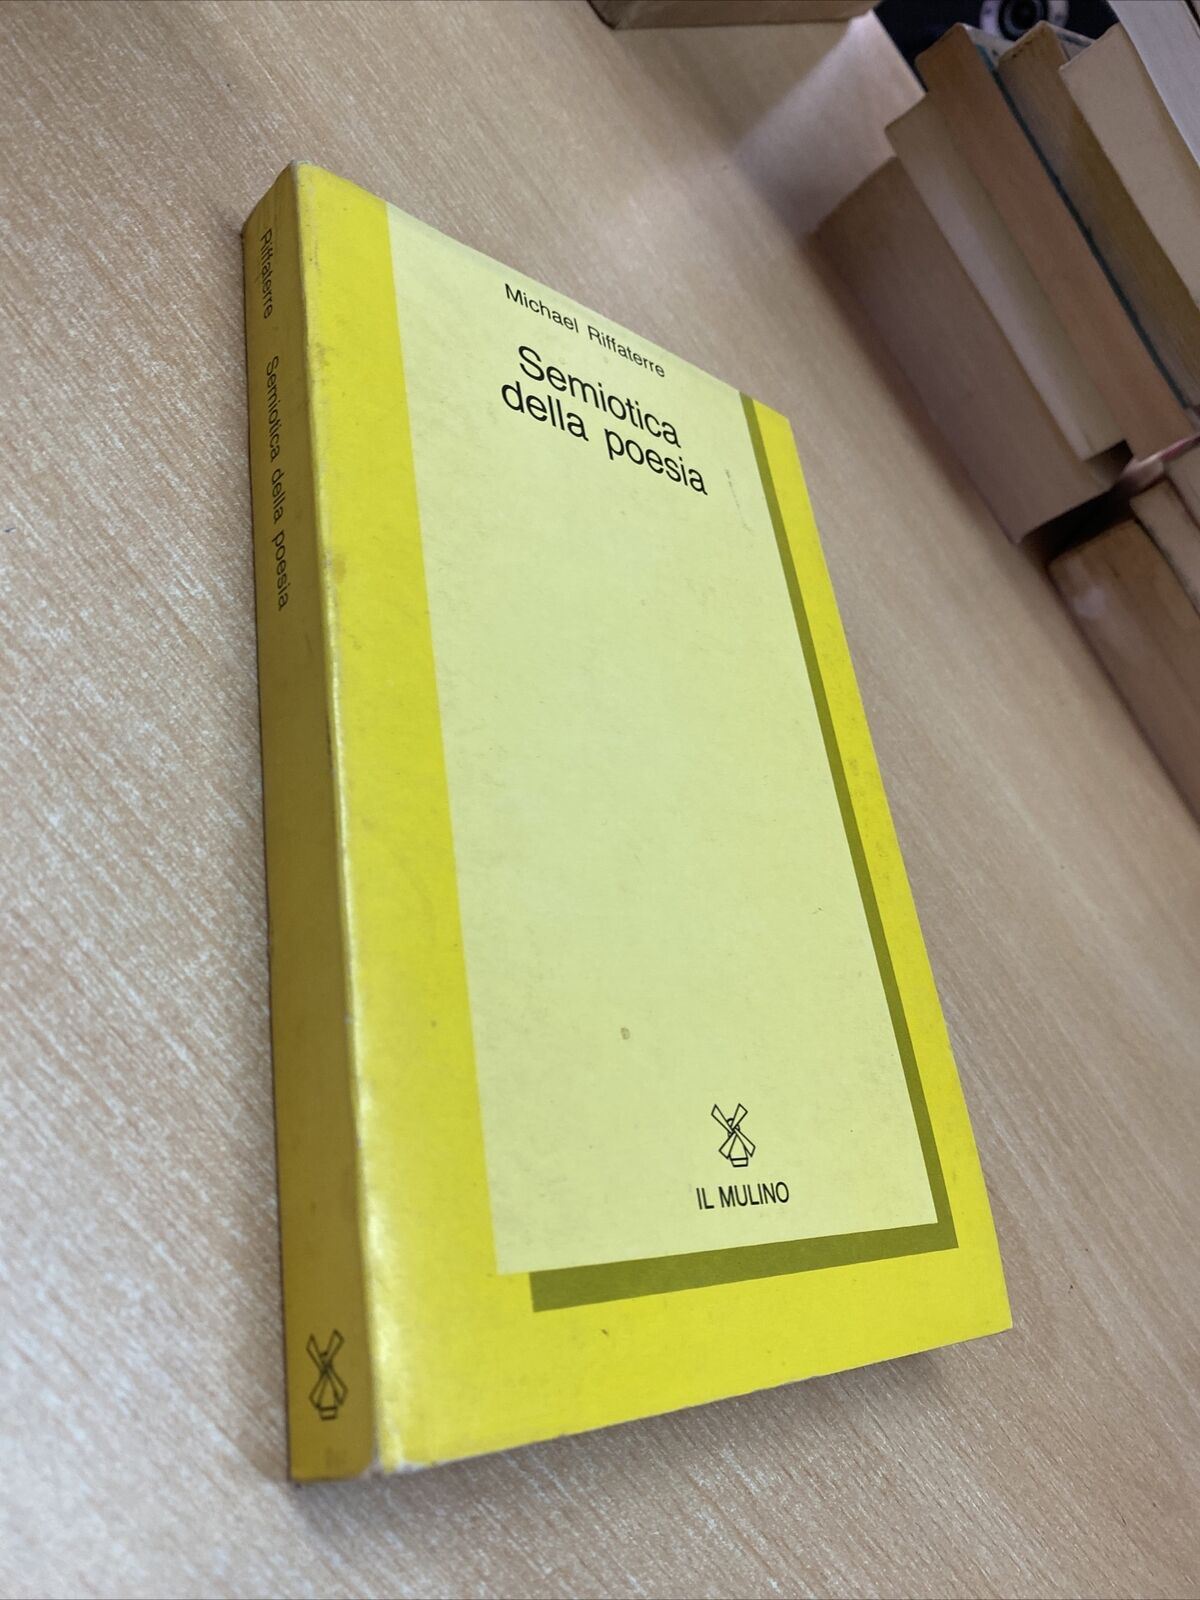 Michael Riffaterre
Semiotica
della poesia
IL MULINO
Riffaterre Semiotica della poesia